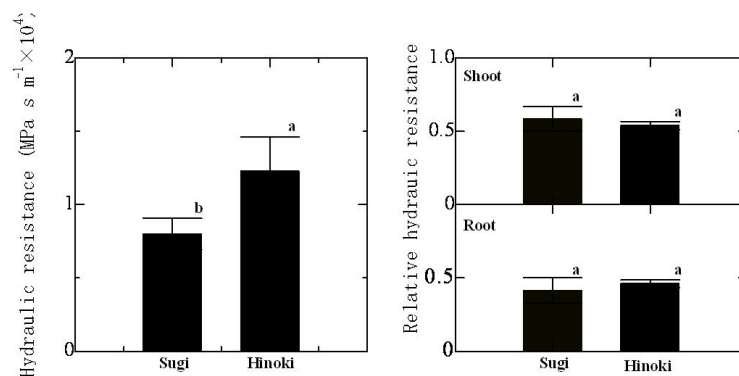 Hydraulic resistance (MPa s m⁻¹×10⁴)
2
1
0
b
a
Sugi
Hinoki
Relative hydrauic resistance
1.0
0.5
0
Shoot
a
a
Root
0.5
0
a
a
Sugi
Hinoki